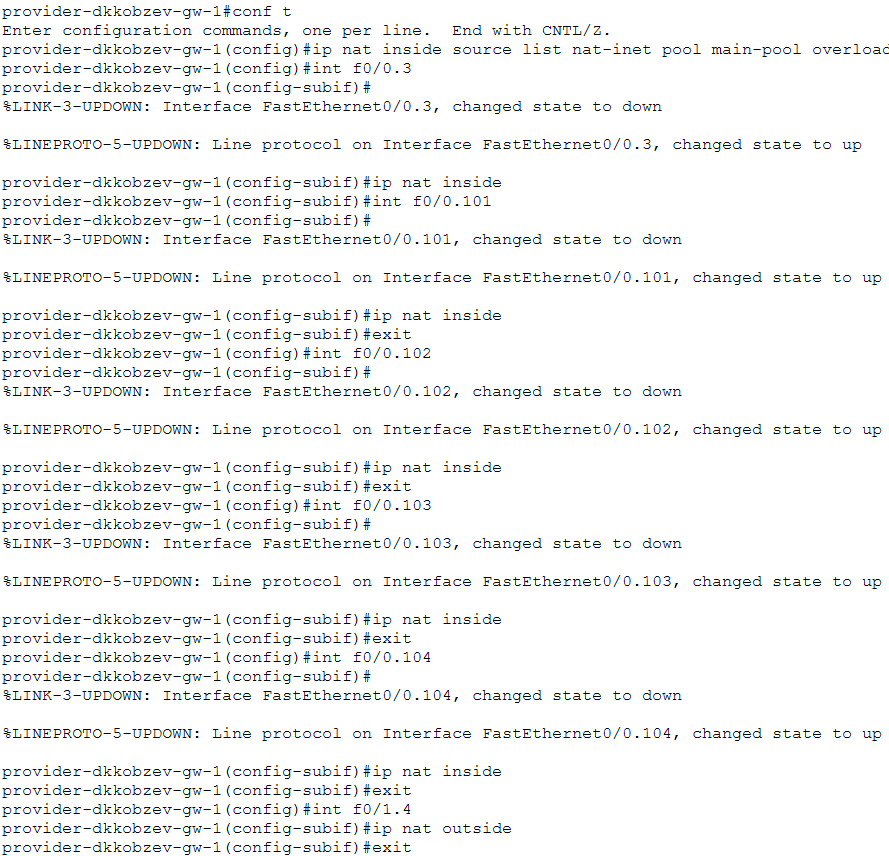 provider-dkkobzev-gw-1#conf t
Enter configuration commands, one per line.  End with CNTL/Z.
provider-dkkobzev-gw-1(config)#ip nat inside source list nat-inet pool main-pool overload
provider-dkkobzev-gw-1(config)#int f0/0.3
provider-dkkobzev-gw-1(config-subif)#
%LINK-3-UPDOWN: Interface FastEthernet0/0.3, changed state to down
%LINEPROTO-5-UPDOWN: Line protocol on Interface FastEthernet0/0.3, changed state to up
provider-dkkobzev-gw-1(config-subif)#ip nat inside
provider-dkkobzev-gw-1(config-subif)#int f0/0.101
provider-dkkobzev-gw-1(config-subif)#
%LINK-3-UPDOWN: Interface FastEthernet0/0.101, changed state to down
%LINEPROTO-5-UPDOWN: Line protocol on Interface FastEthernet0/0.101, changed state to up
provider-dkkobzev-gw-1(config-subif)#ip nat inside
provider-dkkobzev-gw-1(config-subif)#exit
provider-dkkobzev-gw-1(config)#int f0/0.102
provider-dkkobzev-gw-1(config-subif)#
%LINK-3-UPDOWN: Interface FastEthernet0/0.102, changed state to down
%LINEPROTO-5-UPDOWN: Line protocol on Interface FastEthernet0/0.102, changed state to up
provider-dkkobzev-gw-1(config-subif)#ip nat inside
provider-dkkobzev-gw-1(config-subif)#exit
provider-dkkobzev-gw-1(config)#int f0/0.103
provider-dkkobzev-gw-1(config-subif)#
%LINK-3-UPDOWN: Interface FastEthernet0/0.103, changed state to down
%LINEPROTO-5-UPDOWN: Line protocol on Interface FastEthernet0/0.103, changed state to up
provider-dkkobzev-gw-1(config-subif)#ip nat inside
provider-dkkobzev-gw-1(config-subif)#exit
provider-dkkobzev-gw-1(config)#int f0/0.104
provider-dkkobzev-gw-1(config-subif)#
%LINK-3-UPDOWN: Interface FastEthernet0/0.104, changed state to down
%LINEPROTO-5-UPDOWN: Line protocol on Interface FastEthernet0/0.104, changed state to up
provider-dkkobzev-gw-1(config-subif)#ip nat inside
provider-dkkobzev-gw-1(config-subif)#exit
provider-dkkobzev-gw-1(config)#int f0/1.4
provider-dkkobzev-gw-1(config-subif)#ip nat outside
provider-dkkobzev-gw-1(config-subif)#exit